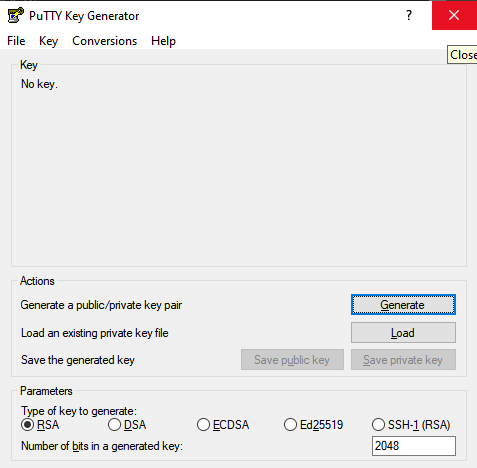 PuTTY Key Generator ?
File Key Conversions Help
Close
Key
No key.
Actions
Generate a public/private key pair Generate
Load an existing private key file Load
Save the generated key Save public key Save private key
Parameters
Type of key to generate:
RSA DSA ECDSA Ed25519 SSH-1 (RSA)
Number of bits in a generated key: 2048